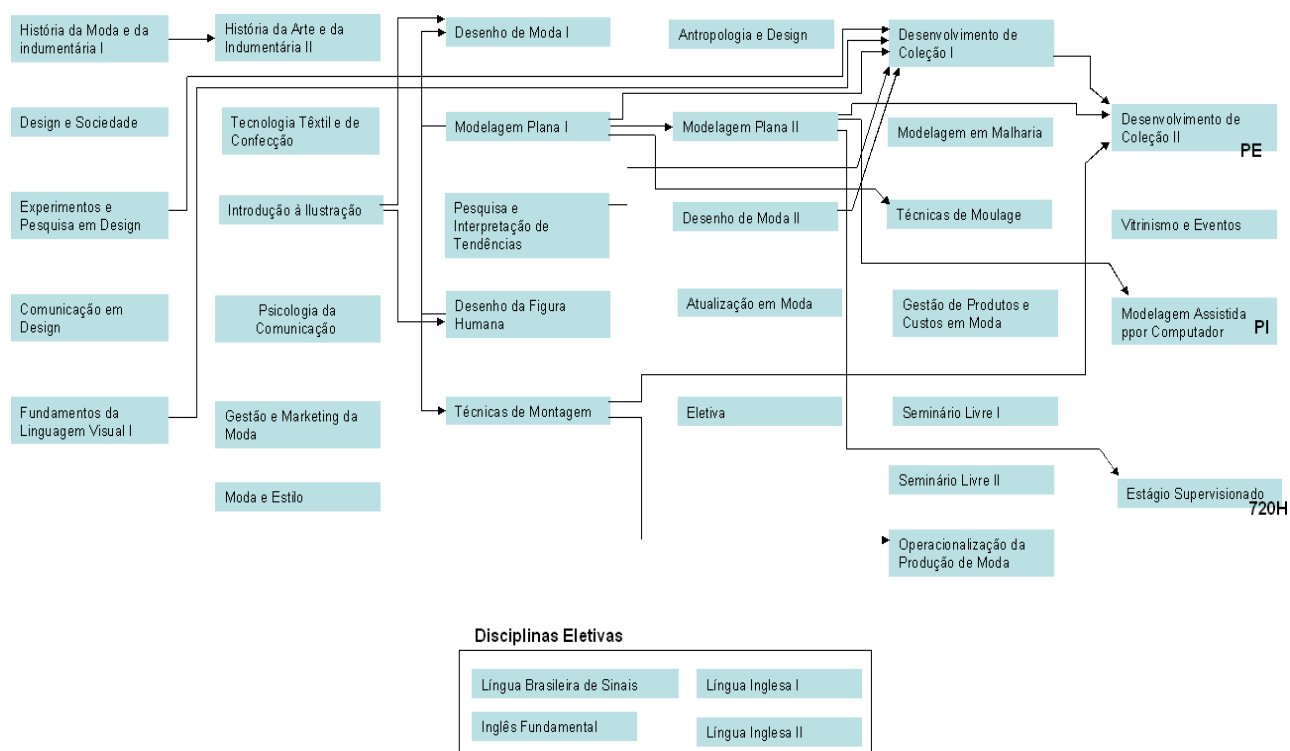 História da Moda e da
indumentária I
História da Arte e da
Indumentária II
Desenho de Moda I
Antropologia e Design
Desenvolvimento de
Coleção I
Design e Sociedade
Tecnologia Têxtil e de
Confecção
Modelagem Plana I
Modelagem Plana II
Modelagem em Malharia
Desenvolvimento de
Coleção II
PE
Experimentos e
Pesquisa em Design
Introdução à Ilustração
Pesquisa e
Interpretação de
Tendências
Desenho de Moda II
Técnicas de Moulage
Vitrinismo e Eventos
Comunicação em
Design
Psicologia da
Comunicação
Desenho da Figura
Humana
Atualização em Moda
Gestão de Produtos e
Custos em Moda
Modelagem Assistida
ppor Computador
PI
Fundamentos da
Linguagem Visual I
Gestão e Marketing da
Moda
Técnicas de Montagem
Eletiva
Seminário Livre I
Moda e Estilo
Seminário Livre II
Estágio Supervisionado
720H
Operacionalização da
Produção de Moda
Disciplinas Eletivas
Língua Brasileira de Sinais
Língua Inglesa I
Inglês Fundamental
Língua Inglesa II